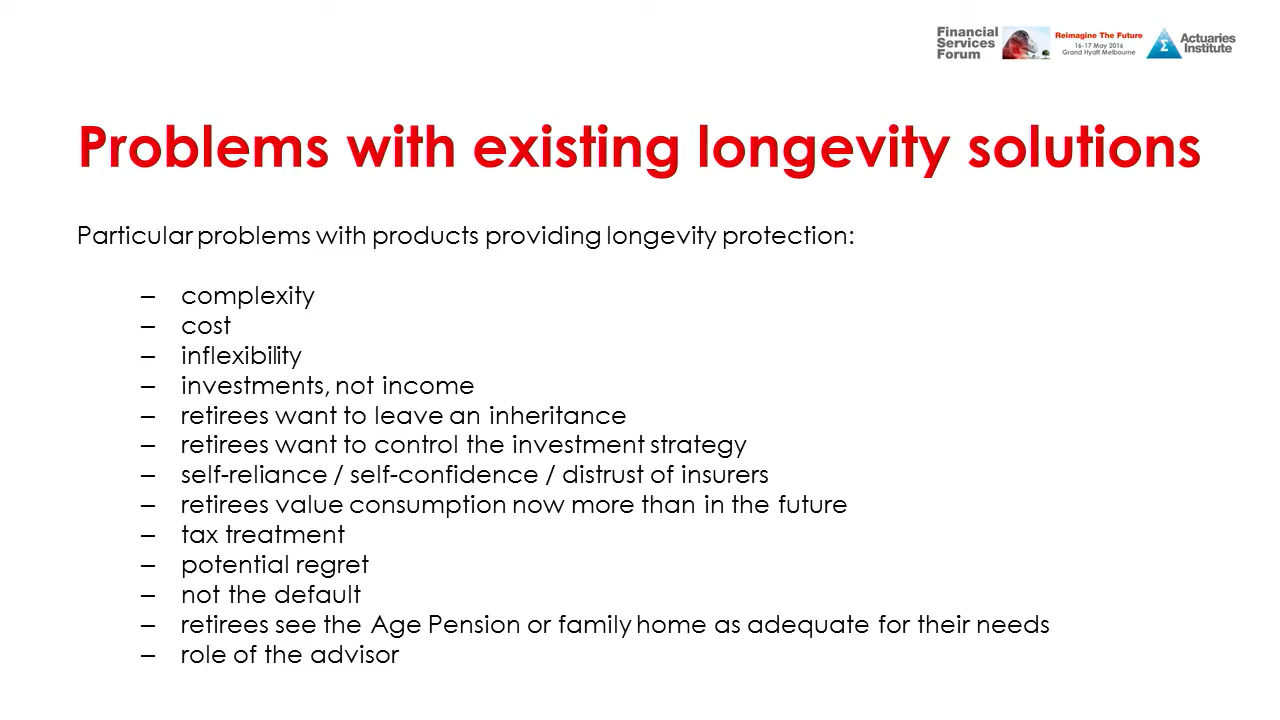 Financial
Services
Forum
Reimagine The Future
16-17 May 2016
Grand Hyatt Melbourne
Σ
Actuaries
Institute
Problems with existing longevity solutions
Particular problems with products providing longevity protection:
– complexity
– cost
– inflexibility
– investments, not income
– retirees want to leave an inheritance
– retirees want to control the investment strategy
– self-reliance / self-confidence / distrust of insurers
– retirees value consumption now more than in the future
– tax treatment
– potential regret
– not the default
– retirees see the Age Pension or family home as adequate for their needs
– role of the advisor